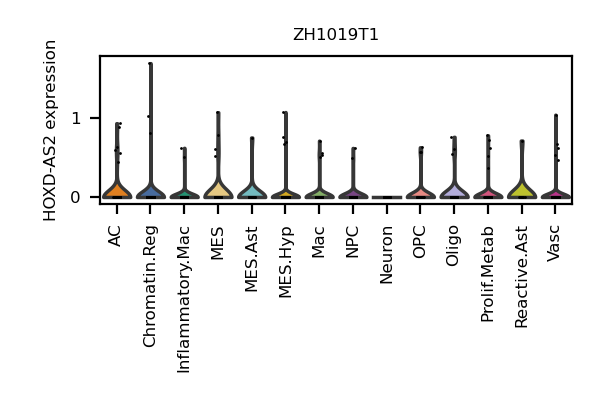 ZH1019T1
HOXD-AS2 expression
1
0
AC
Chromatin.Reg
Inflammatory.Mac
MES
MES.Ast
MES.Hyp
Mac
NPC
Neuron
OPC
Oligo
Prolif.Metab
Reactive.Ast
Vasc